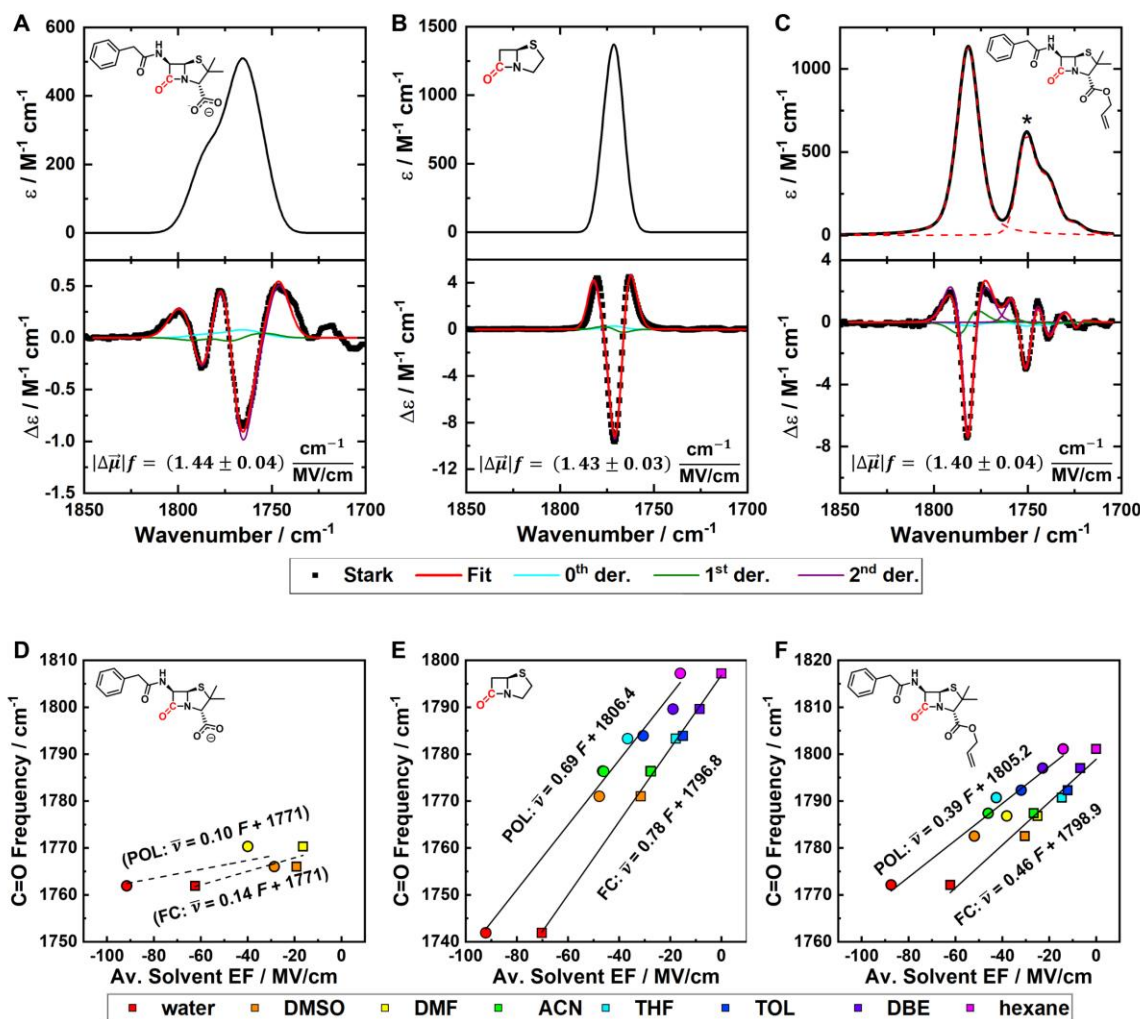 A
B
C
600
400
200
0
ε / M⁻¹ cm⁻¹
H
N
O
S
O
N
O
O
⊖
1500
1250
1000
750
500
250
0
ε / M⁻¹ cm⁻¹
S
O
N
1000
500
0
ε / M⁻¹ cm⁻¹
*
H
N
O
S
O
N
O
O
0.5
0.0
-0.5
-1.0
-1.5
Δε / M⁻¹ cm⁻¹
|Δμ⃗|f = (1.44 ± 0.04) cm⁻¹/MV/cm
1850 1800 1750 1700
Wavenumber / cm⁻¹
4
0
-4
-8
-12
Δε / M⁻¹ cm⁻¹
|Δμ⃗|f = (1.43 ± 0.03) cm⁻¹/MV/cm
1850 1800 1750 1700
Wavenumber / cm⁻¹
4
0
-4
-8
Δε / M⁻¹ cm⁻¹
|Δμ⃗|f = (1.40 ± 0.04) cm⁻¹/MV/cm
1850 1800 1750 1700
Wavenumber / cm⁻¹
Stark Fit 0th der. 1st der. 2nd der.
D
E
F
1810
1800
1790
1780
1770
1760
1750
C=O Frequency / cm⁻¹
H
N
O
S
O
N
O
O
⊖
(POL: ν̄ = 0.10 F + 1771)
(FC: ν̄ = 0.14 F + 1771)
-100 -80 -60 -40 -20 0
Av. Solvent EF / MV/cm
1800
1790
1780
1770
1760
1750
1740
C=O Frequency / cm⁻¹
S
O
N
POL: ν̄ = 0.69 F + 1806.4
FC: ν̄ = 0.78 F + 1796.8
-100 -80 -60 -40 -20 0
Av. Solvent EF / MV/cm
1820
1810
1800
1790
1780
1770
1760
C=O Frequency / cm⁻¹
H
N
O
S
O
N
O
O
POL: ν̄ = 0.39 F + 1805.2
FC: ν̄ = 0.46 F + 1798.9
-100 -80 -60 -40 -20 0
Av. Solvent EF / MV/cm
water DMSO DMF ACN THF TOL DBE hexane